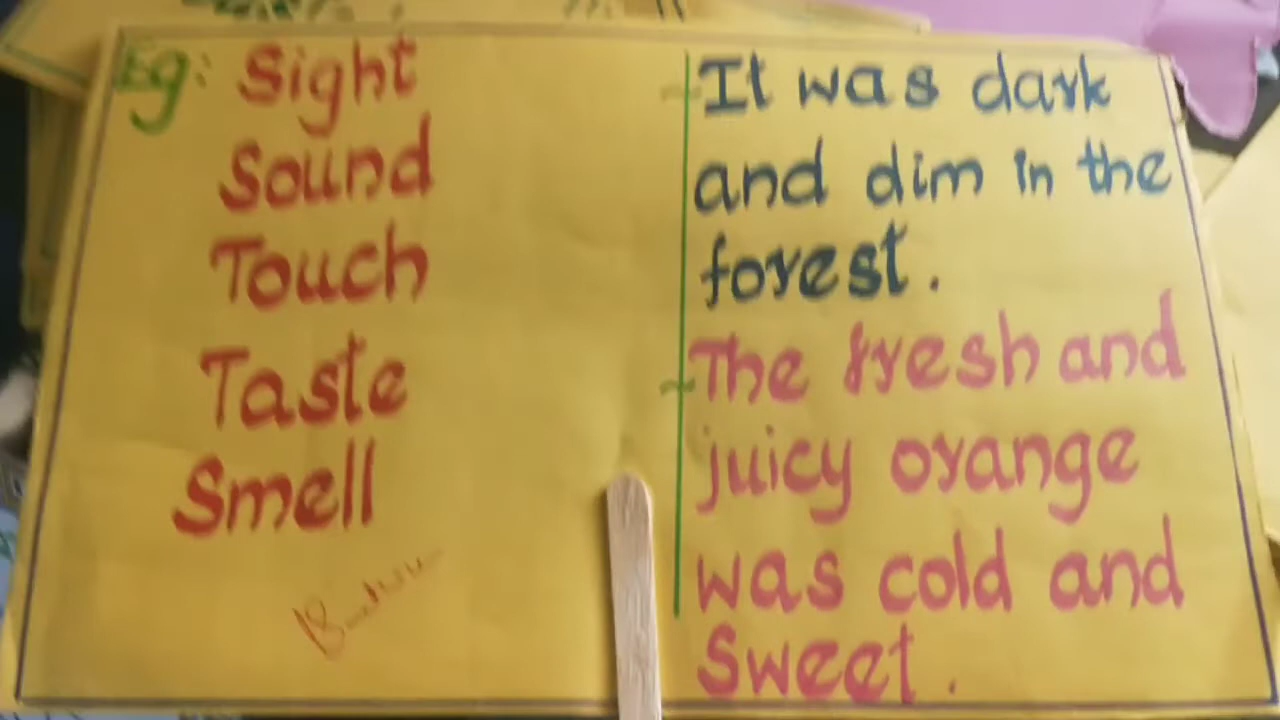 Eg: Sight
Sound
Touch
Taste
Smell
~ It was dark
and dim in the
forest.
~ The fresh and
juicy orange
was cold and
Sweet.